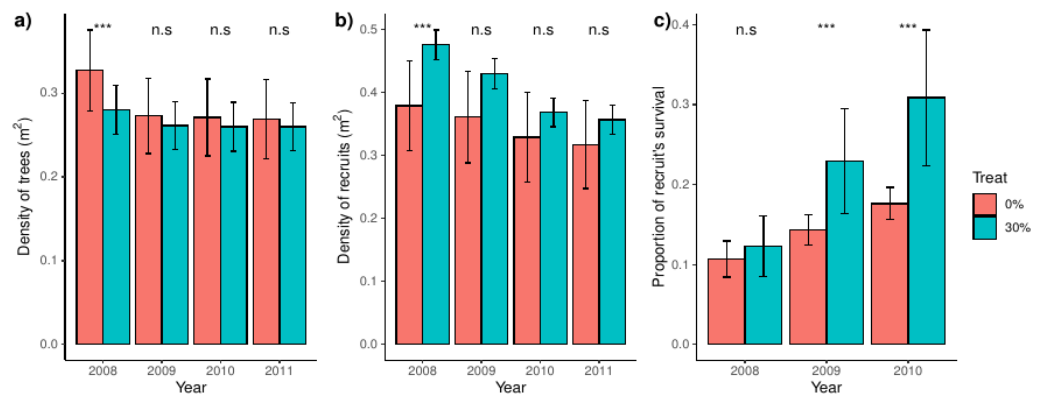 a)
***
n.s
n.s
n.s
Density of trees (m²)
0.3
0.2
0.1
0.0
2008
2009
2010
2011
Year
b)
***
n.s
n.s
n.s
Density of recruits (m²)
0.5
0.4
0.3
0.2
0.1
0.0
2008
2009
2010
2011
Year
c)
n.s
***
***
Proportion of recruit's survival
0.4
0.3
0.2
0.1
0.0
2008
2009
2010
Year
Treat
0%
30%